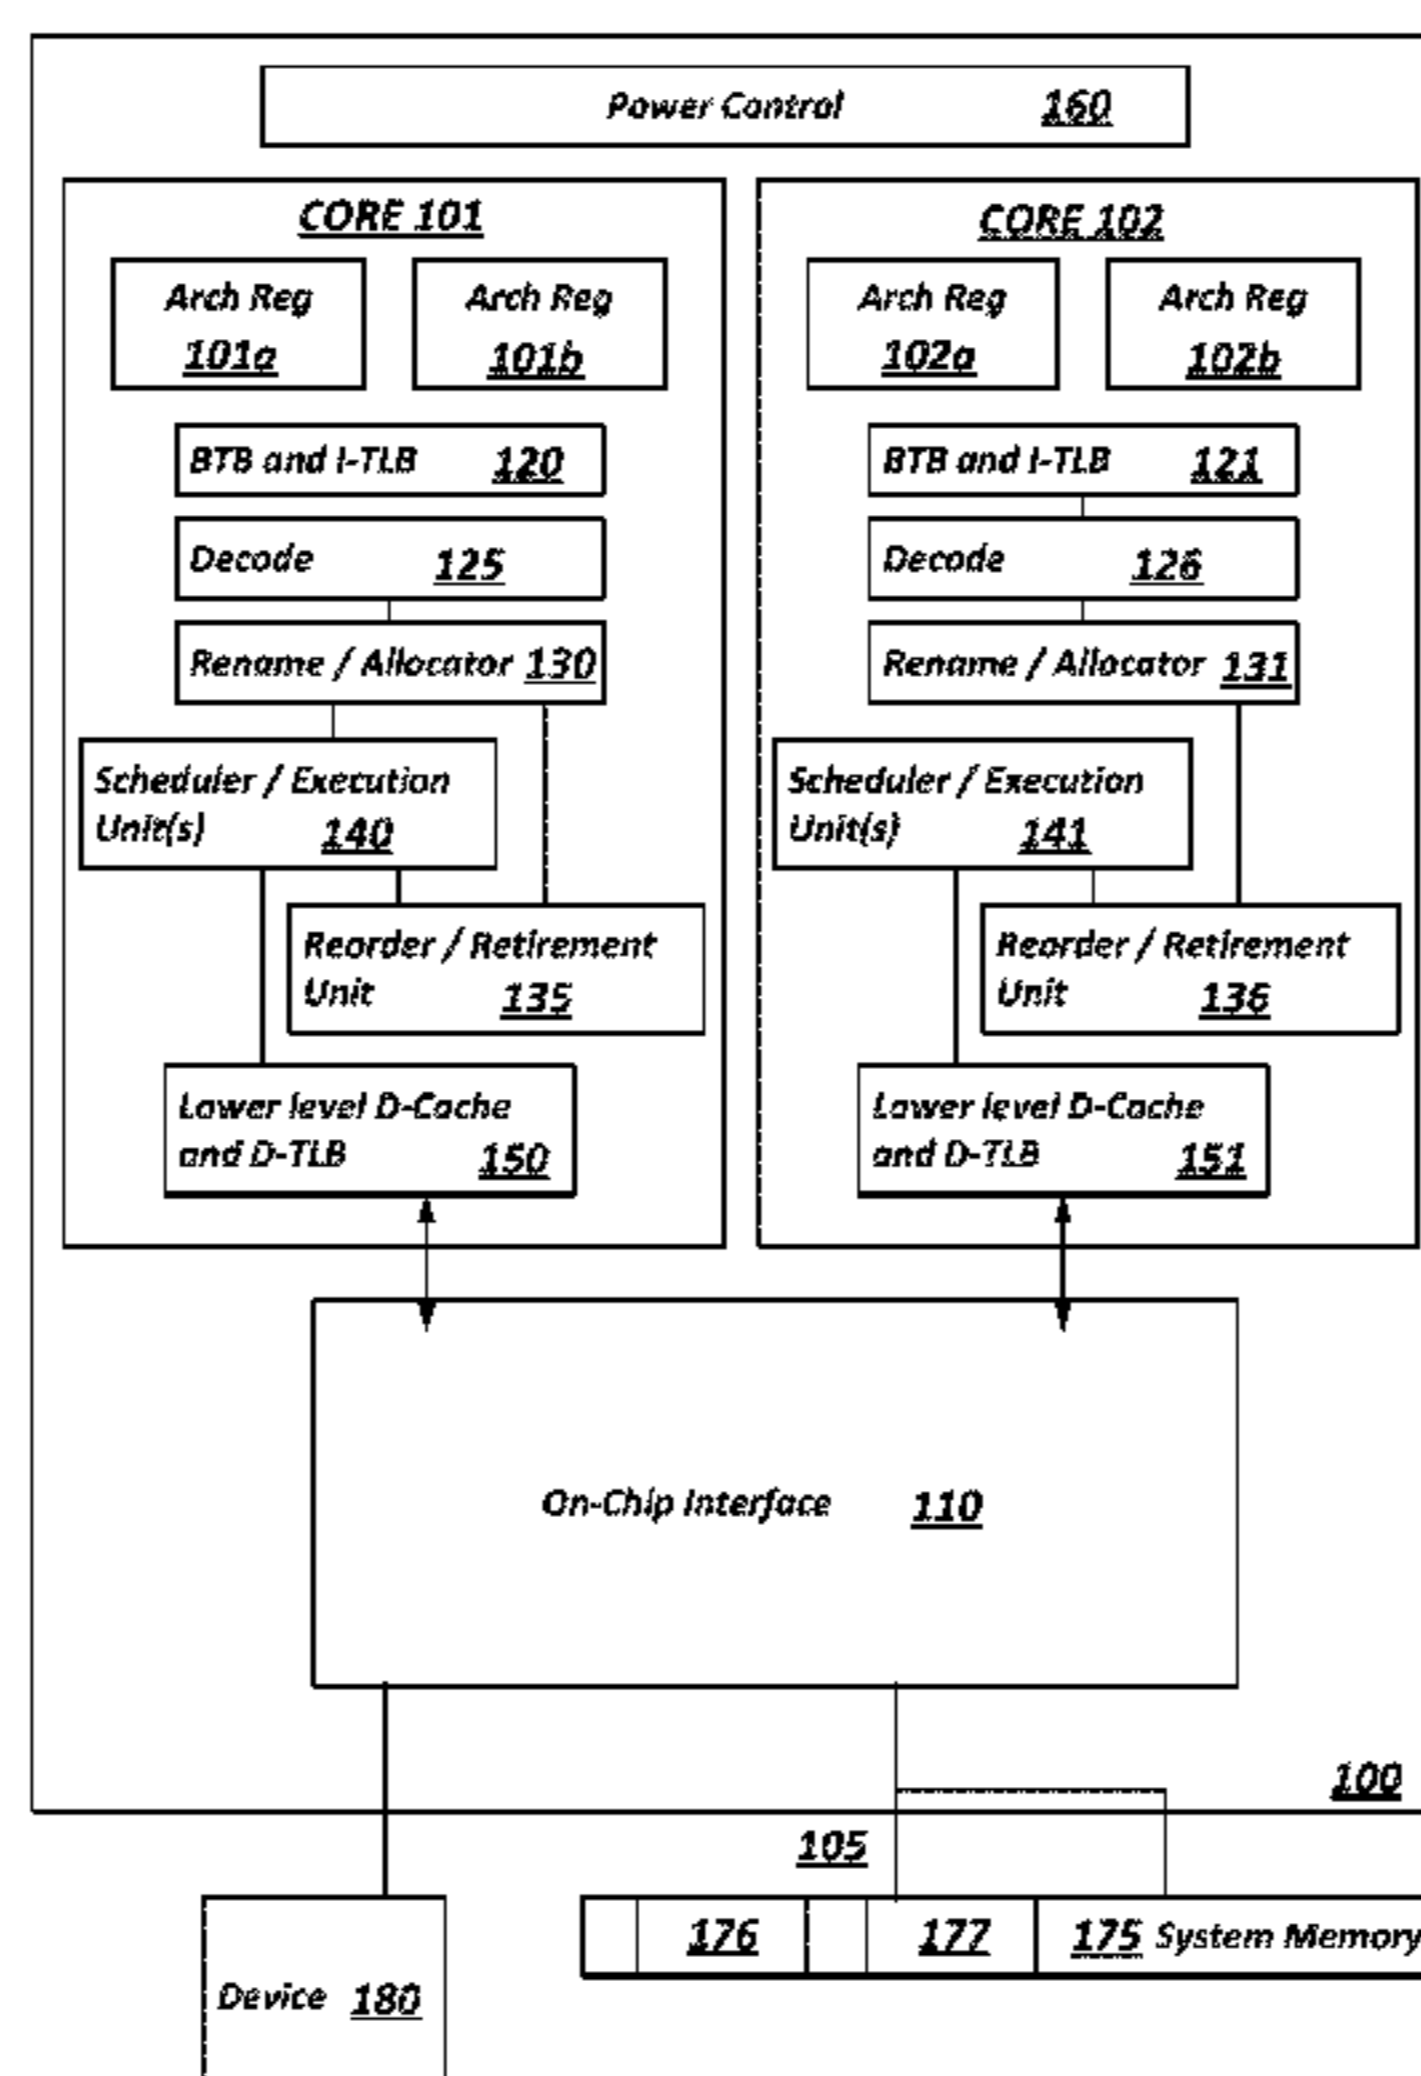 Power Control 160
CORE 101
Arch Reg
101a
Arch Reg
101b
BTB and I-TLB 120
Decode 125
Rename / Allocator 130
Scheduler / Execution
Unit(s) 140
Reorder / Retirement
Unit 135
Lower level D-Cache
and D-TLB 150
CORE 102
Arch Reg
102a
Arch Reg
102b
BTB and I-TLB 121
Decode 126
Rename / Allocator 131
Scheduler / Execution
Unit(s) 141
Reorder / Retirement
Unit 136
Lower level D-Cache
and D-TLB 151
On-Chip Interface 110
100
105
176 177 175 System Memory
Device 180